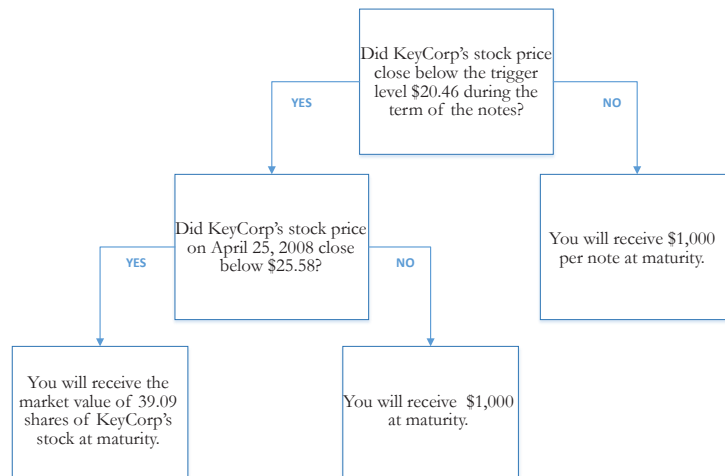 Did KeyCorp's stock price
close below the trigger
level $20.46 during the
term of the notes?
YES
NO
Did KeyCorp's stock price
on April 25, 2008 close
below $25.58?
You will receive $1,000
per note at maturity.
YES
NO
You will receive the
market value of 39.09
shares of KeyCorp's
stock at maturity.
You will receive $1,000
at maturity.